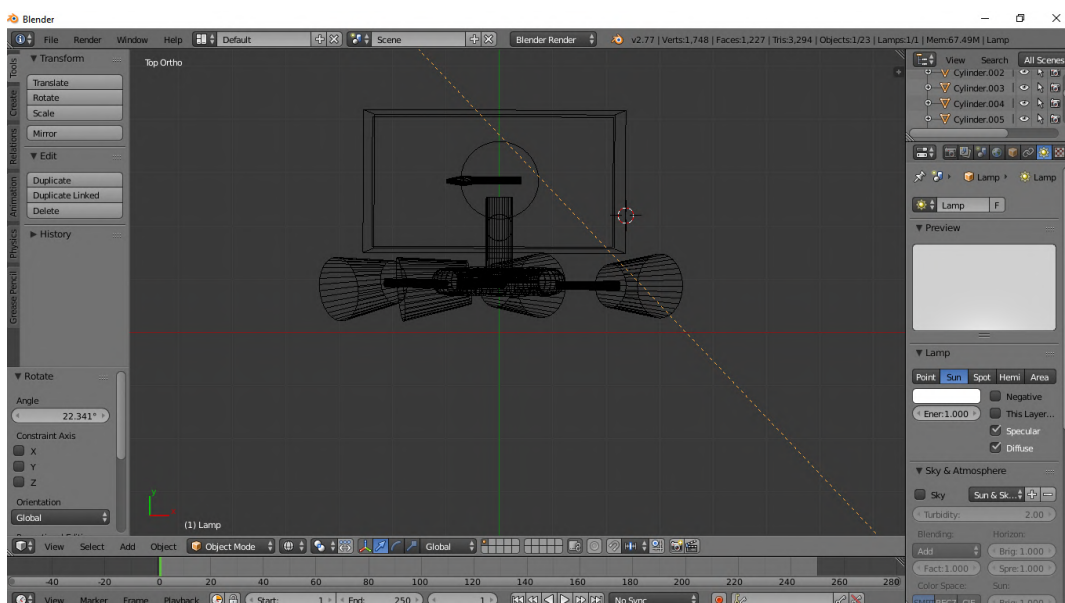 Blender
File Render Window Help Default Scene Blender Render v2.77 | Verts:1,748 | Faces:1,227 | Tris:3,294 | Objects:1/23 | Lamps:1/1 | Mem:67.49M | Lamp
Tools
Create
Relations
Animation
Physics
Grease Pencil
Transform
Translate
Rotate
Scale
Mirror
Edit
Duplicate
Duplicate Linked
Delete
History
Rotate
Angle
22.341°
Constraint Axis
X
Y
Z
Orientation
Global
Top Ortho
y
(1) Lamp
View Select Add Object Object Mode Global
-40 -20 0 20 40 60 80 100 120 140 160 180 200 220 240 260 280
View Marker Frame Playback Start: 1 End: 250 1 No Sync
View Search All Scenes
Cylinder.002
Cylinder.003
Cylinder.004
Cylinder.005
Lamp Lamp
Lamp F
Preview
Lamp
Point Sun Spot Hemi Area
Negative
Ener:1.000 This Layer...
Specular
Diffuse
Sky & Atmosphere
Sky Sun & Sk...
Turbidity: 2.00
Blending: Horizon:
Add Brig: 1.000
Fact:1.000 Spre:1.000
Color Space: Sun:
Brig: 1.000